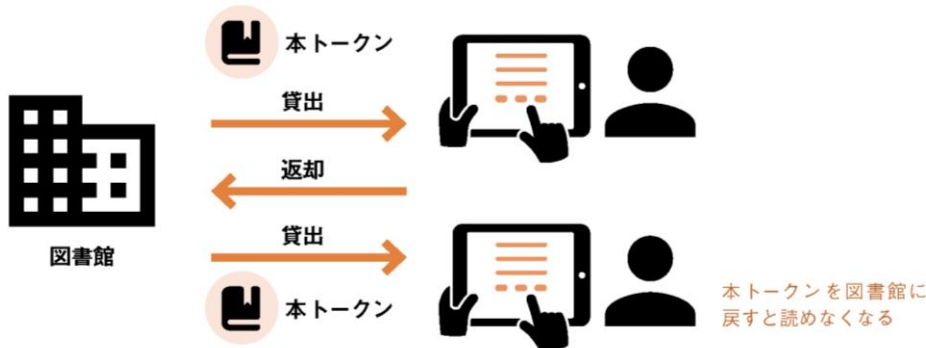 本トークン
貸出
返却
図書館
貸出
本トークン
本トークンを図書館に
戻すと読めなくなる